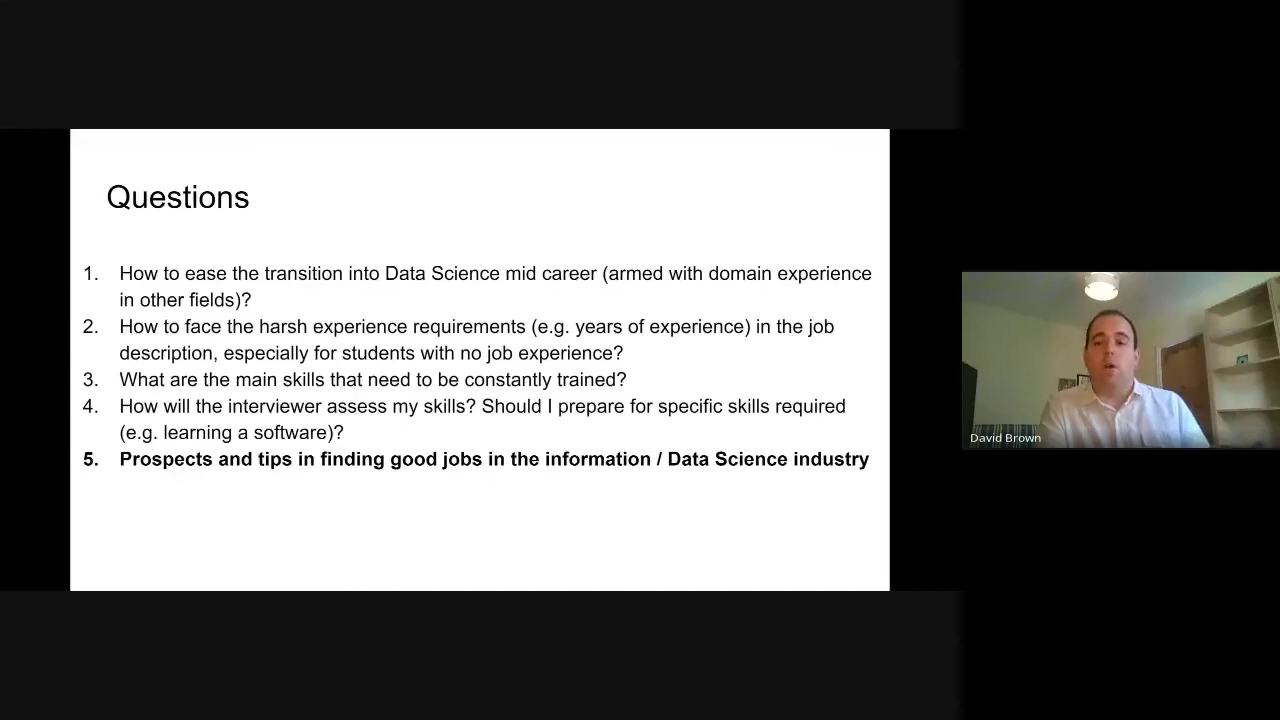 Questions
1. How to ease the transition into Data Science mid career (armed with domain experience
in other fields)?
2. How to face the harsh experience requirements (e.g. years of experience) in the job
description, especially for students with no job experience?
3. What are the main skills that need to be constantly trained?
4. How will the interviewer assess my skills? Should I prepare for specific skills required
(e.g. learning a software)?
5. Prospects and tips in finding good jobs in the information / Data Science industry
David Brown